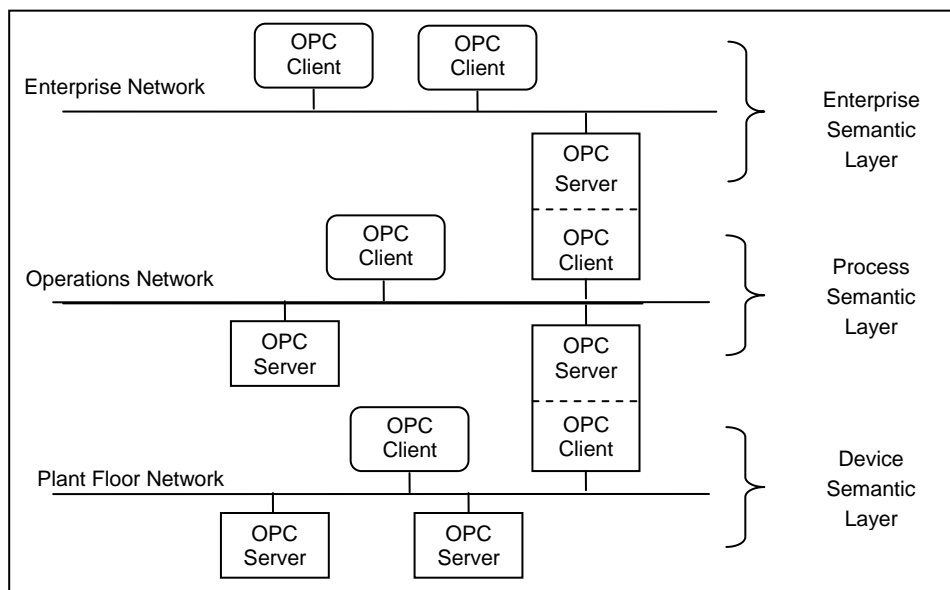 OPC
Client
OPC
Client
Enterprise Network
Enterprise
Semantic
Layer
OPC
Server
OPC
Client
OPC
Client
Operations Network
Process
Semantic
Layer
OPC
Server
OPC
Server
OPC
Client
OPC
Client
Plant Floor Network
Device
Semantic
Layer
OPC
Server
OPC
Server